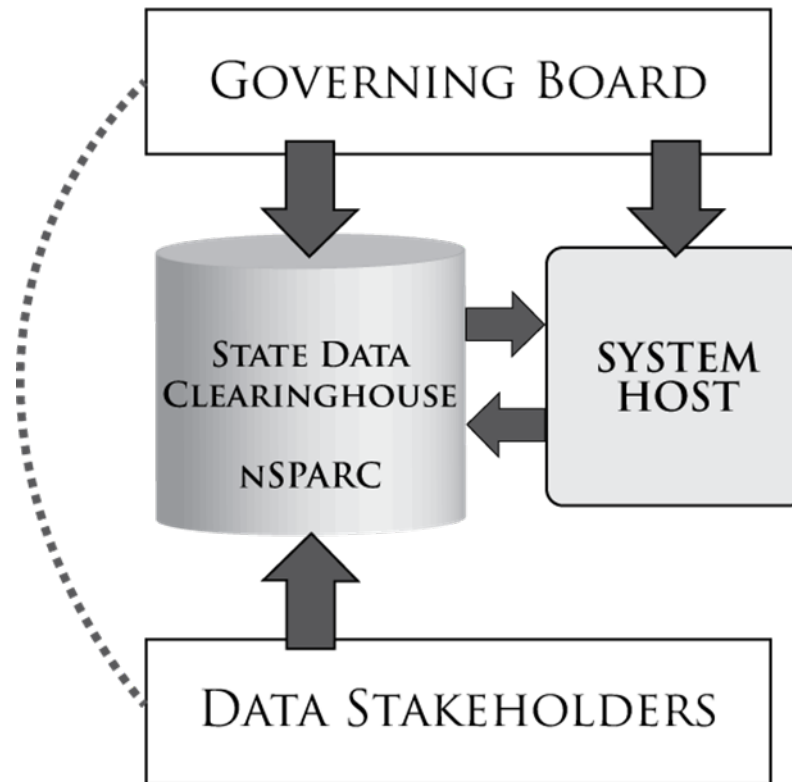 GOVERNING BOARD
STATE DATA
CLEARINGHOUSE
NSPARC
SYSTEM
HOST
DATA STAKEHOLDERS